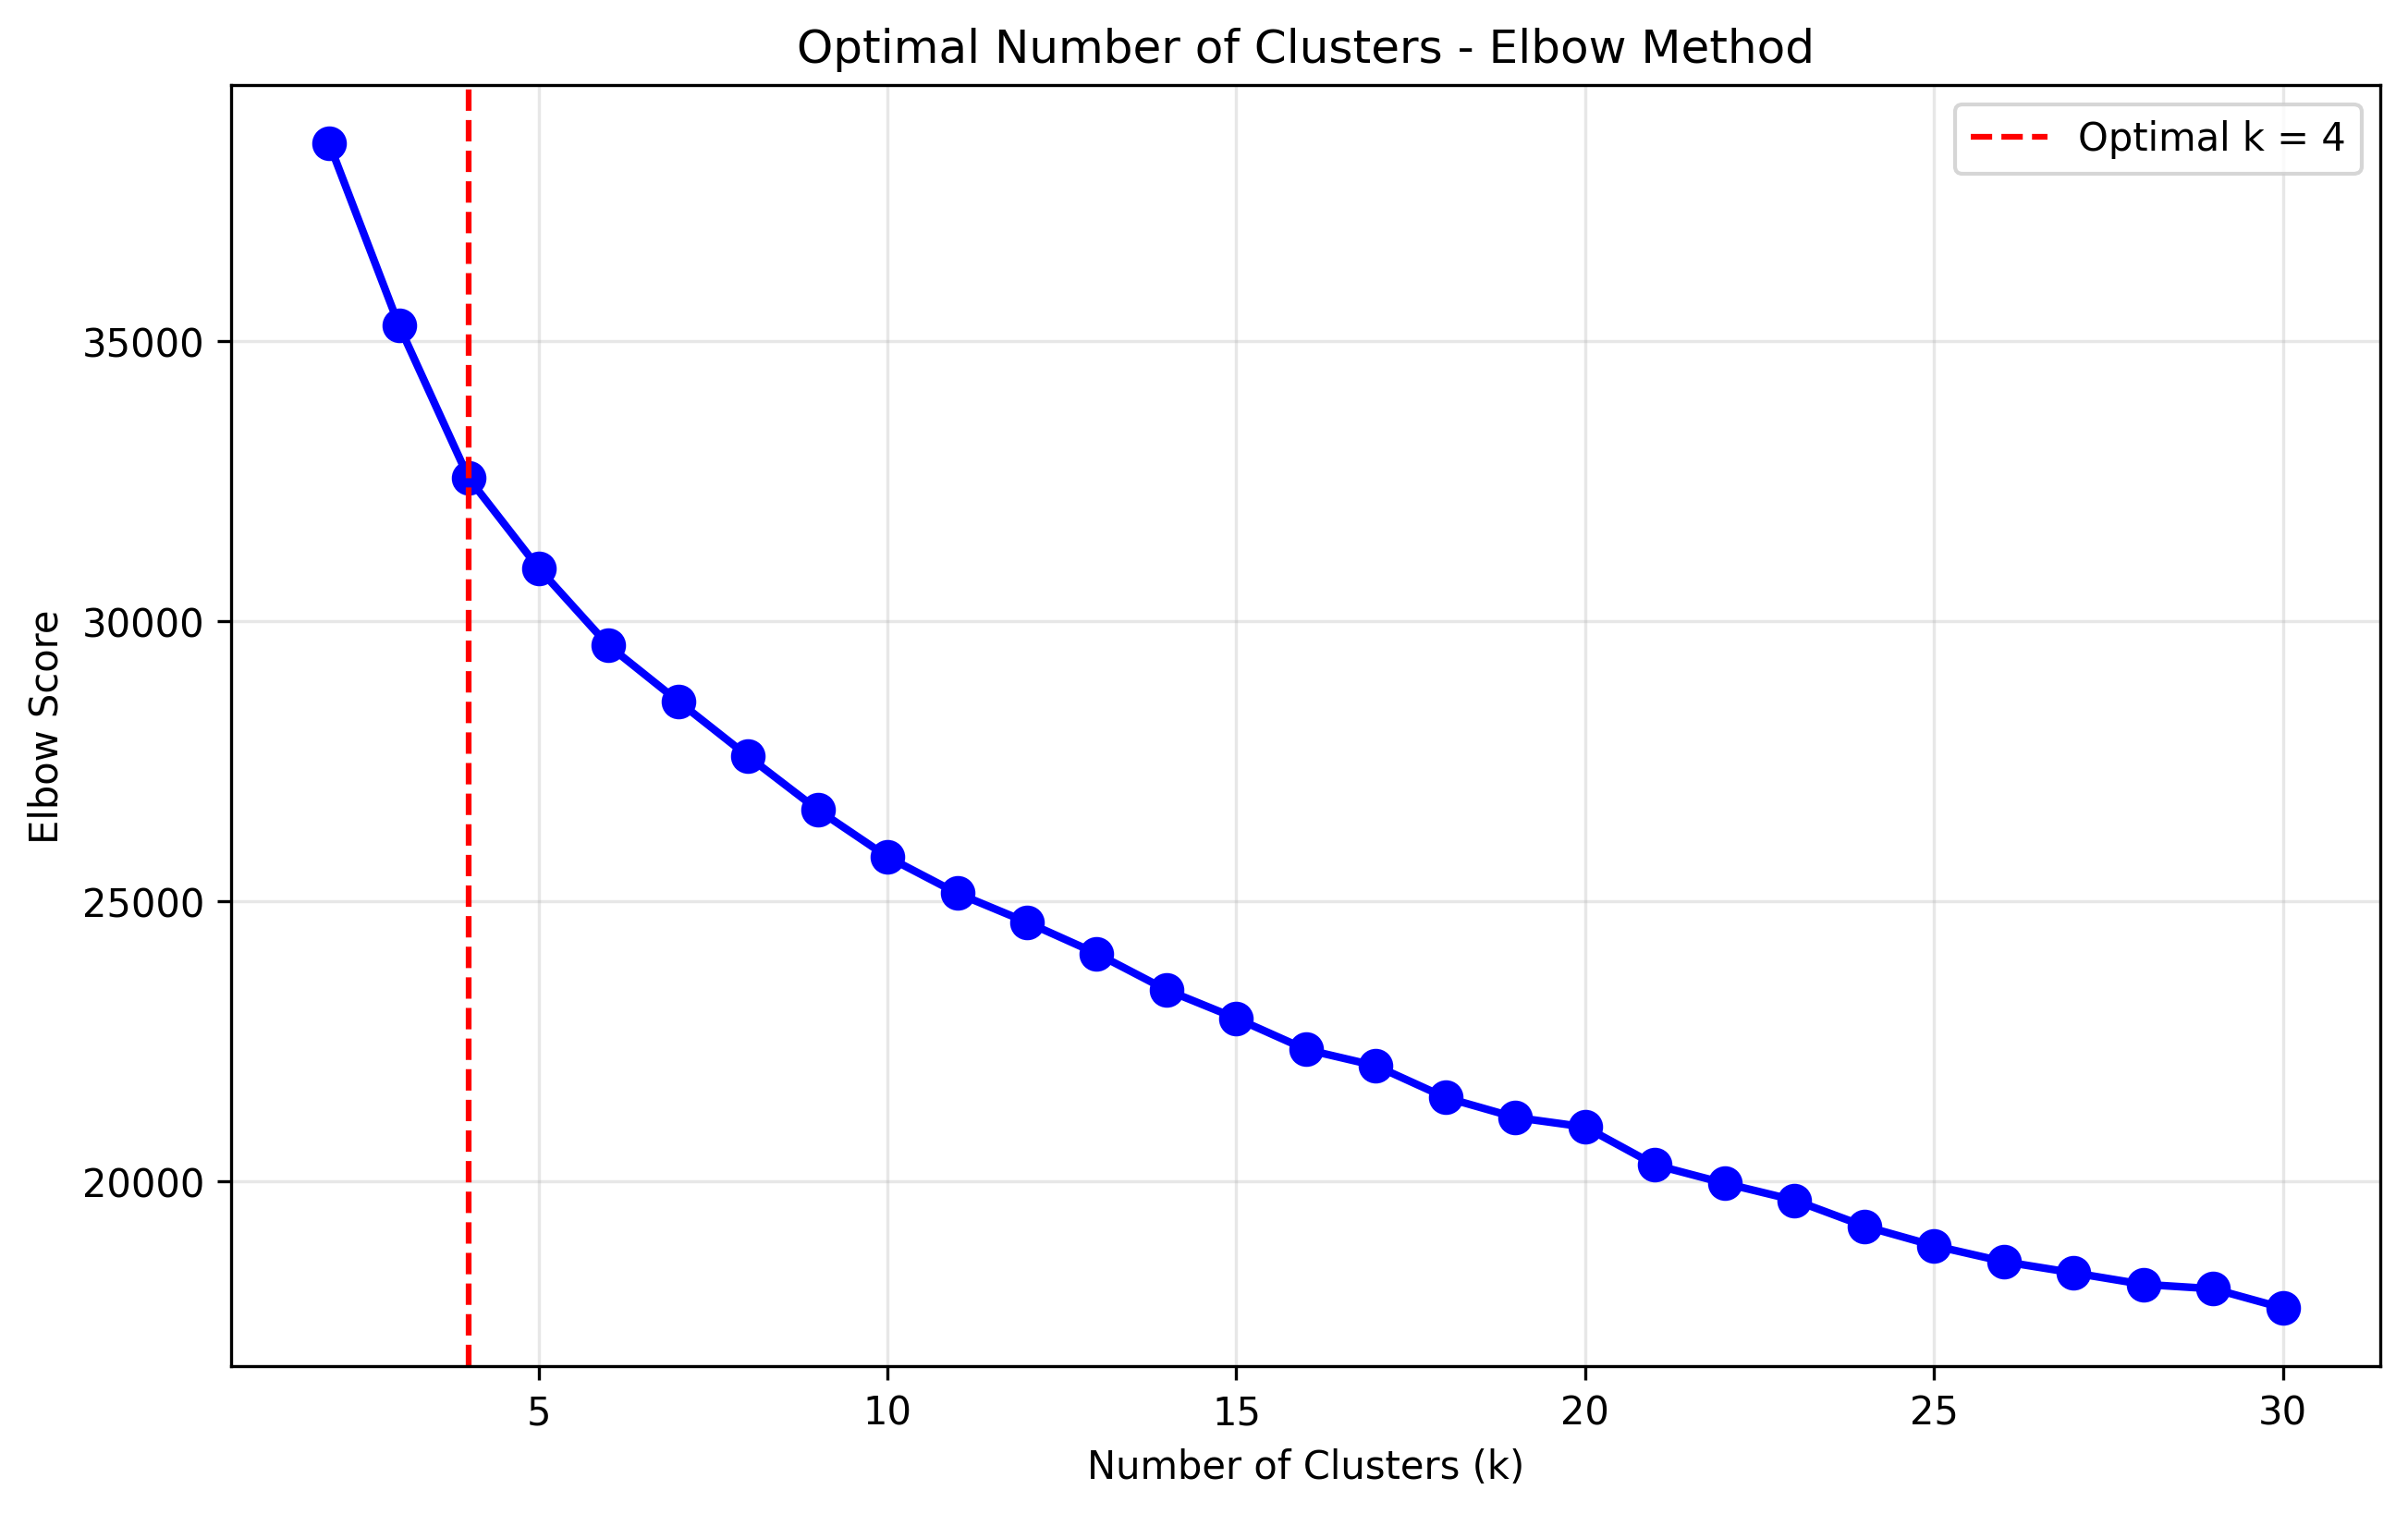 Optimal Number of Clusters - Elbow Method
Optimal k = 4
Elbow Score
35000
30000
25000
20000
5 10 15 20 25 30
Number of Clusters (k)